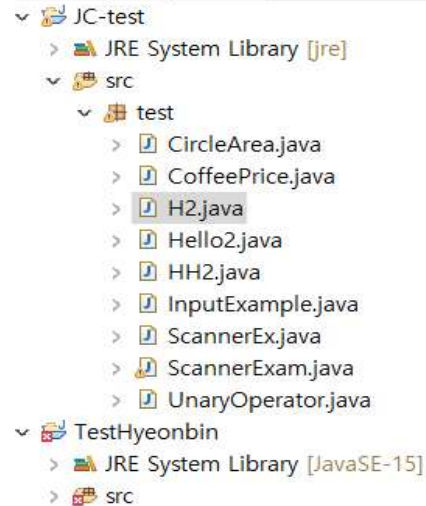 JC-test
JRE System Library [jre]
src
test
CircleArea.java
CoffeePrice.java
H2.java
Hello2.java
HH2.java
InputExample.java
ScannerEx.java
ScannerExam.java
UnaryOperator.java
TestHyeonbin
JRE System Library [JavaSE-15]
src